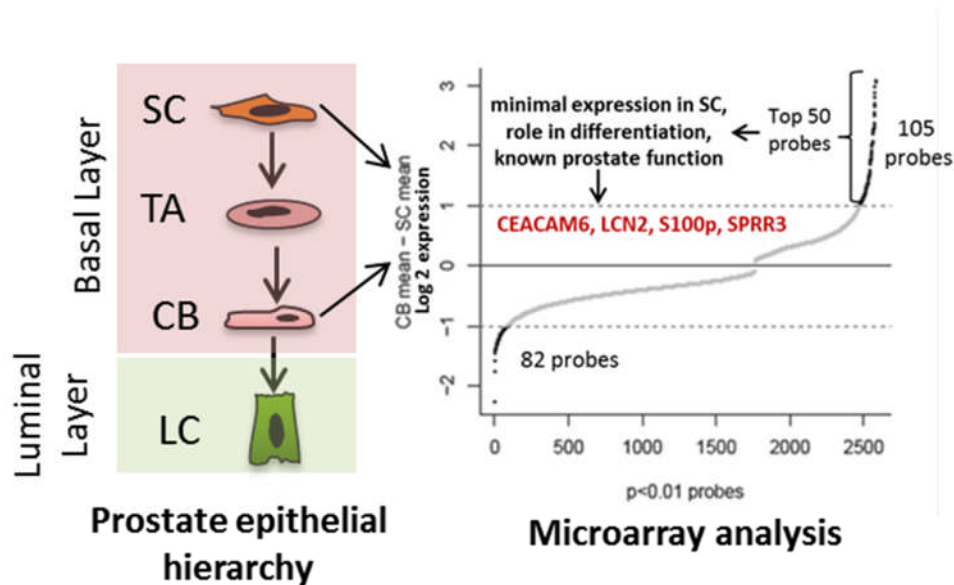 Basal Layer
Luminal
Layer
SC
TA
CB
LC
Prostate epithelial
hierarchy
CB mean – SC mean
Log 2 expression
3
2
1
0
−1
−2
minimal expression in SC,
role in differentiation,
known prostate function
Top 50
probes
105
probes
CEACAM6, LCN2, S100p, SPRR3
82 probes
0
500
1000
1500
2000
2500
p<0.01 probes
Microarray analysis